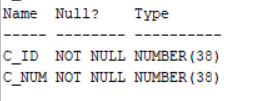 Name  Null?    Type
----- -------- ----------
C_ID  NOT NULL NUMBER(38)
C_NUM NOT NULL NUMBER(38)